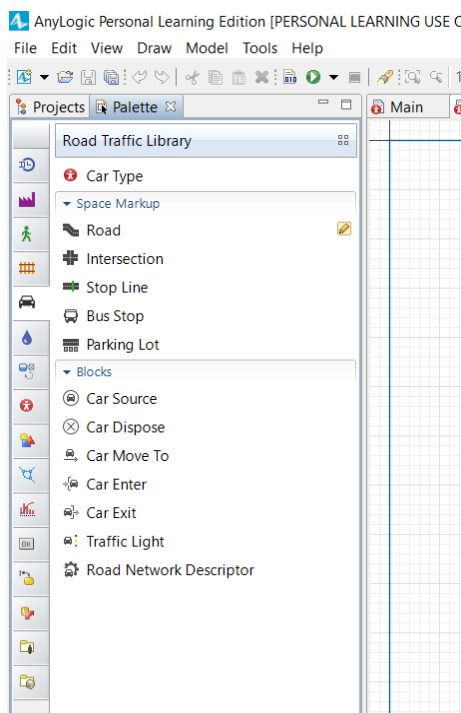 AnyLogic Personal Learning Edition [PERSONAL LEARNING USE O
File Edit View Draw Model Tools Help
Projects Palette Main
Road Traffic Library
Car Type
Space Markup
Road
Intersection
Stop Line
Bus Stop
Parking Lot
Blocks
Car Source
Car Dispose
Car Move To
Car Enter
Car Exit
Traffic Light
OK
Road Network Descriptor